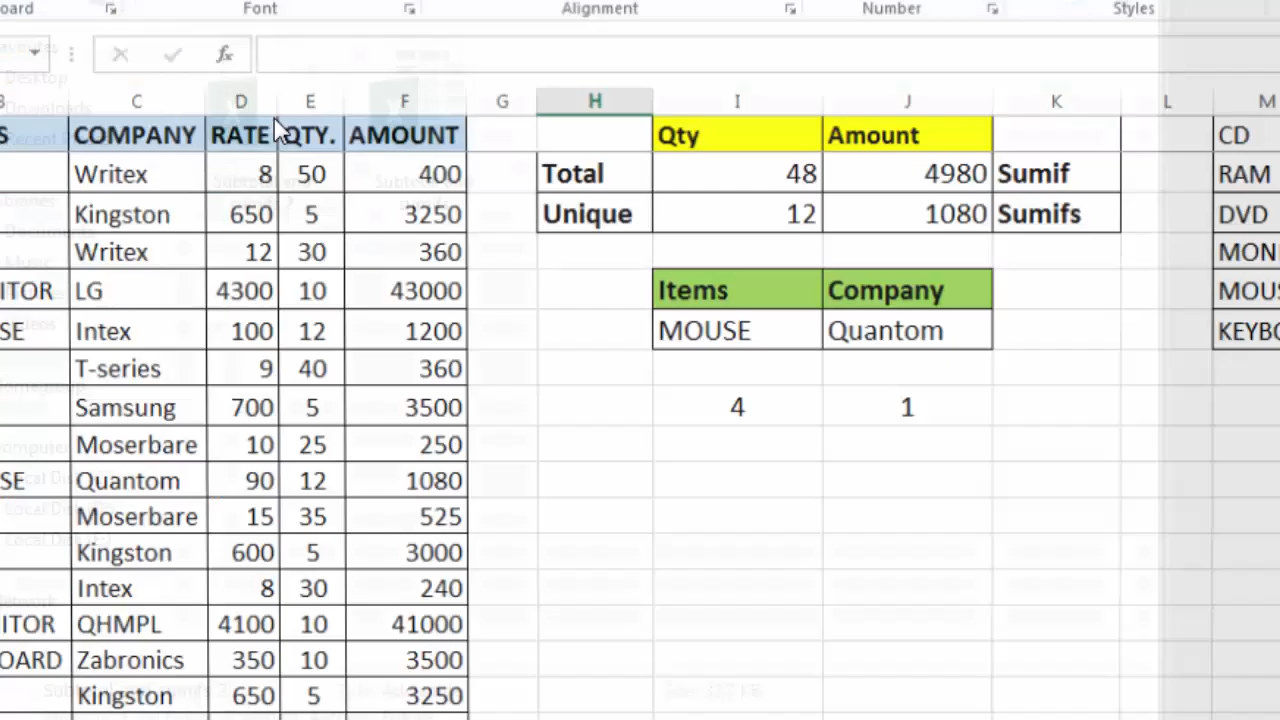 oard Font Alignment Number Styles
fx
C D E F G H I J K L M
S COMPANY RATE QTY. AMOUNT Qty Amount CD
Writex 8 50 400 Total 48 4980 Sumif RAM
Kingston 650 5 3250 Unique 12 1080 Sumifs DVD
Writex 12 30 360 MONI
ITOR LG 4300 10 43000 Items Company MOUS
SE Intex 100 12 1200 MOUSE Quantom KEYBO
T-series 9 40 360
Samsung 700 5 3500 4 1
Moserbare 10 25 250
SE Quantom 90 12 1080
Moserbare 15 35 525
Kingston 600 5 3000
Intex 8 30 240
ITOR QHMPL 4100 10 41000
OARD Zabronics 350 10 3500
Kingston 650 5 3250